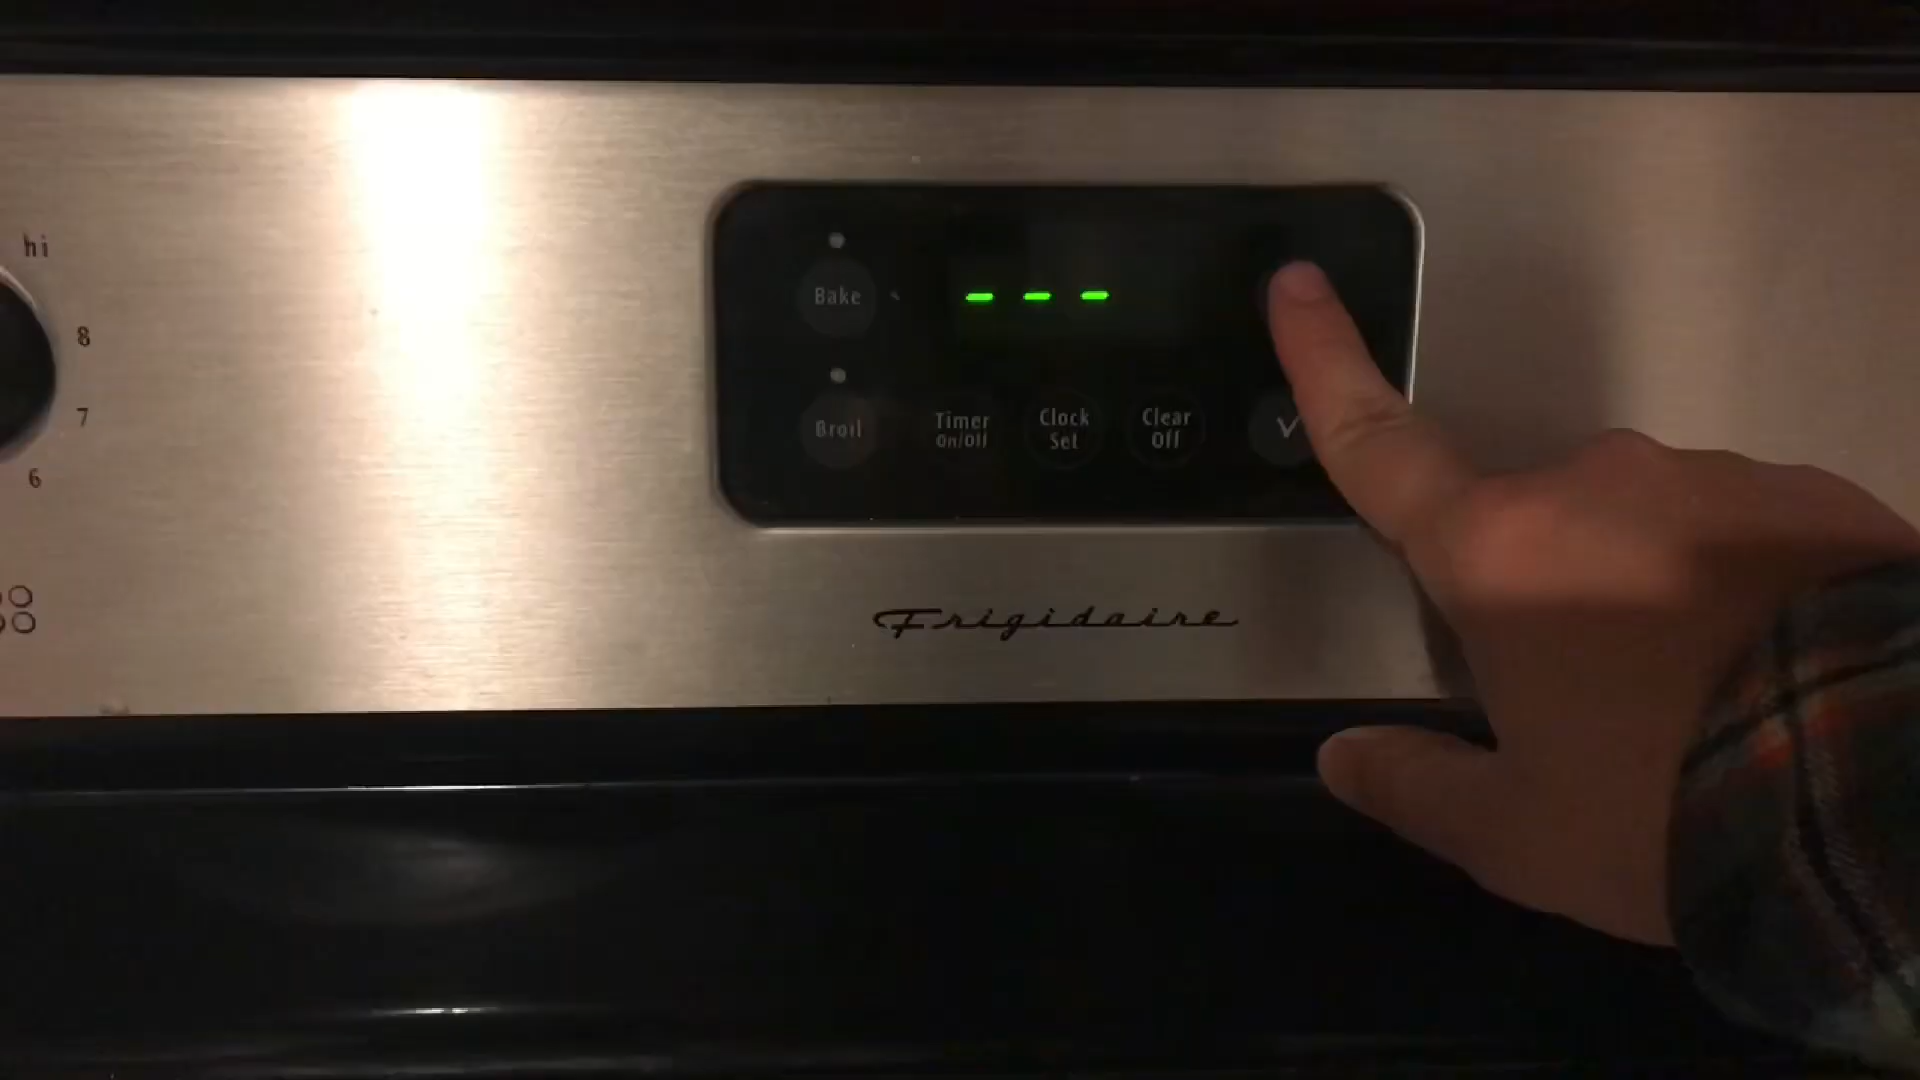 hi
8
7
6
Bake
- - -
Broil
Timer
On/Off
Clock
Set
Clear
Off
Frigidaire